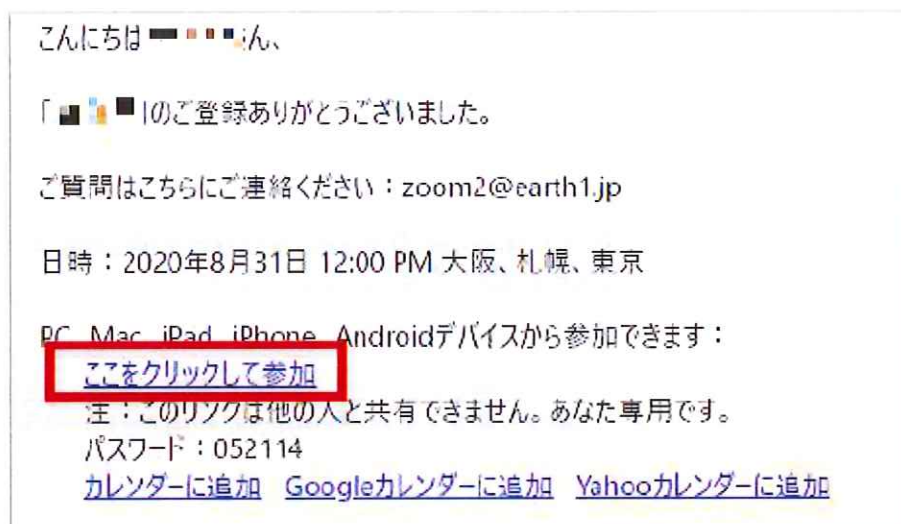 こんにちは さん、
「 」のご登録ありがとうございました。
ご質問はこちらにご連絡ください：zoom2@earth1.jp
日時：2020年8月31日 12:00 PM 大阪、札幌、東京
PC、Mac、iPad、iPhone、Androidデバイスから参加できます：
ここをクリックして参加
注：このリンクは他の人と共有できません。あなた専用です。
パスワード：052114
カレンダーに追加 Googleカレンダーに追加 Yahooカレンダーに追加